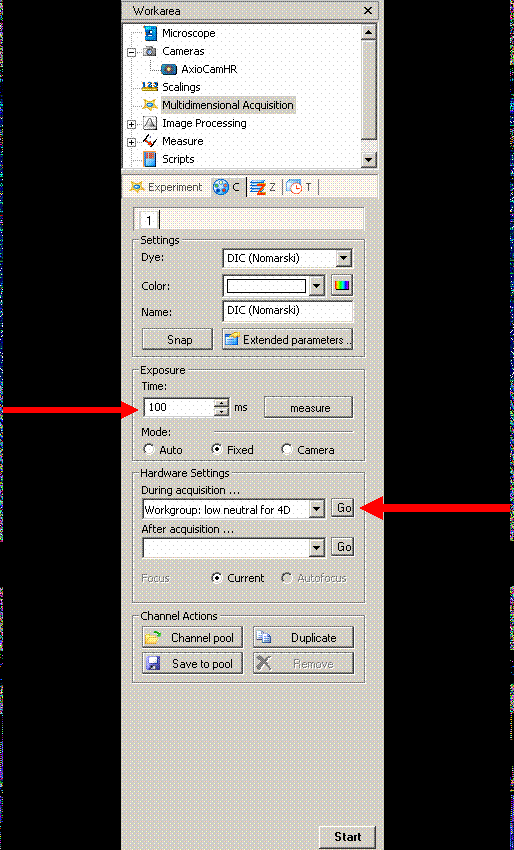 Workarea
Microscope
Cameras
AxioCamHR
Scalings
Multidimensional Acquisition
Image Processing
Measure
Scripts
Experiment C Z T
1
Settings
Dye: DIC (Nomarski)
Color:
Name: DIC (Nomarski)
Snap Extended parameters ..
Exposure
Time:
100 ms measure
Mode:
Auto Fixed Camera
Hardware Settings
During acquisition ...
Workgroup: low neutral for 4D Go
After acquisition ...
Go
Focus Current Autofocus
Channel Actions
Channel pool Duplicate
Save to pool Remove
Start